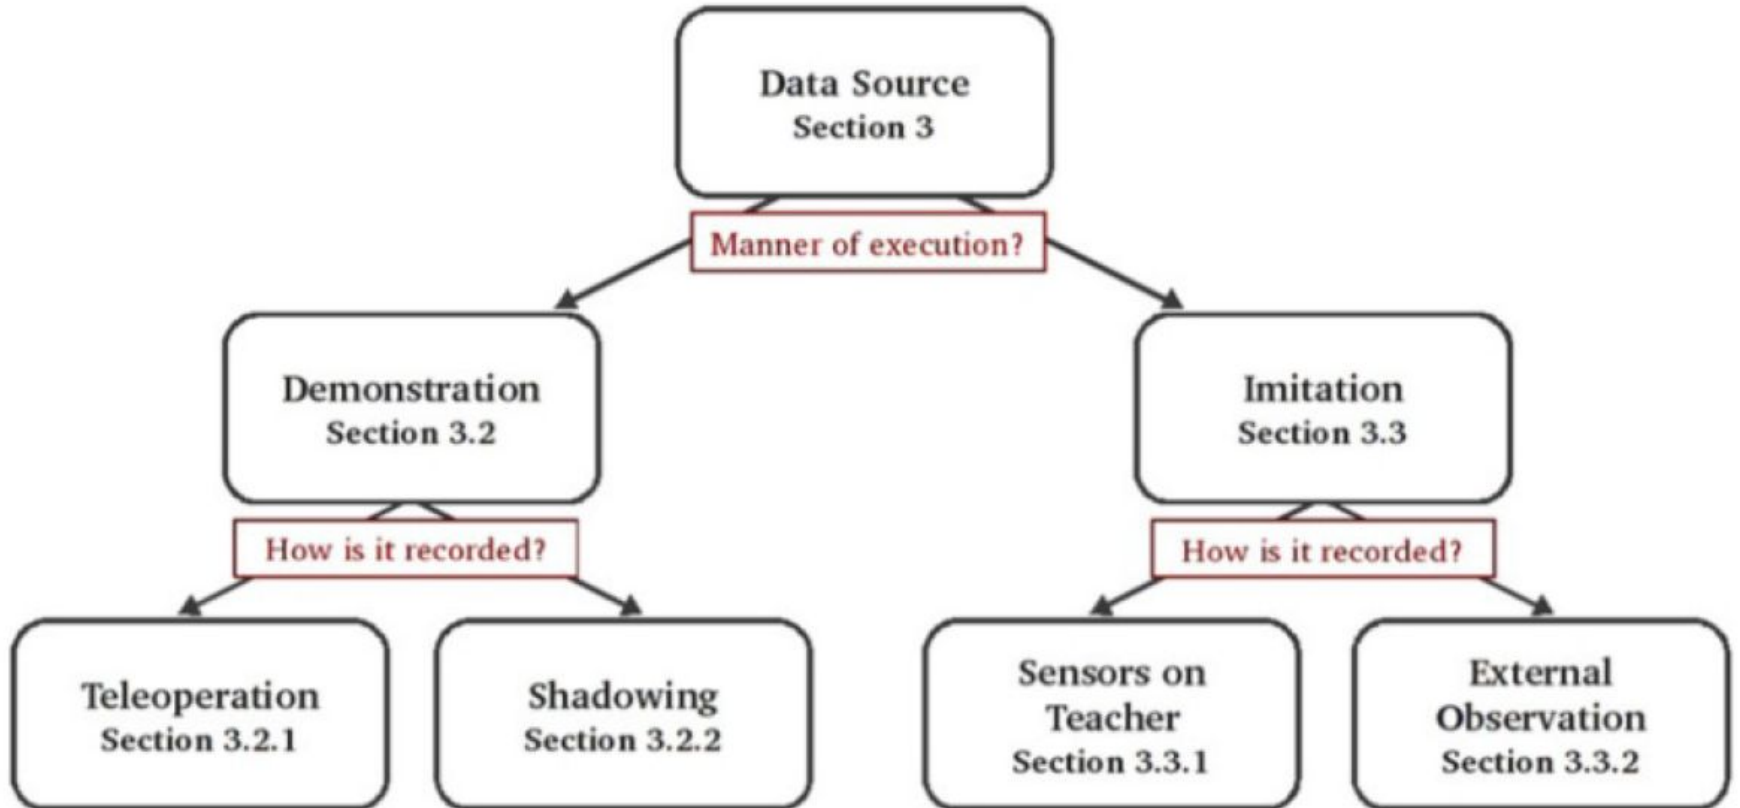 Data Source
Section 3
Manner of execution?
Demonstration
Section 3.2
Imitation
Section 3.3
How is it recorded?
How is it recorded?
Teleoperation
Section 3.2.1
Shadowing
Section 3.2.2
Sensors on
Teacher
Section 3.3.1
External
Observation
Section 3.3.2